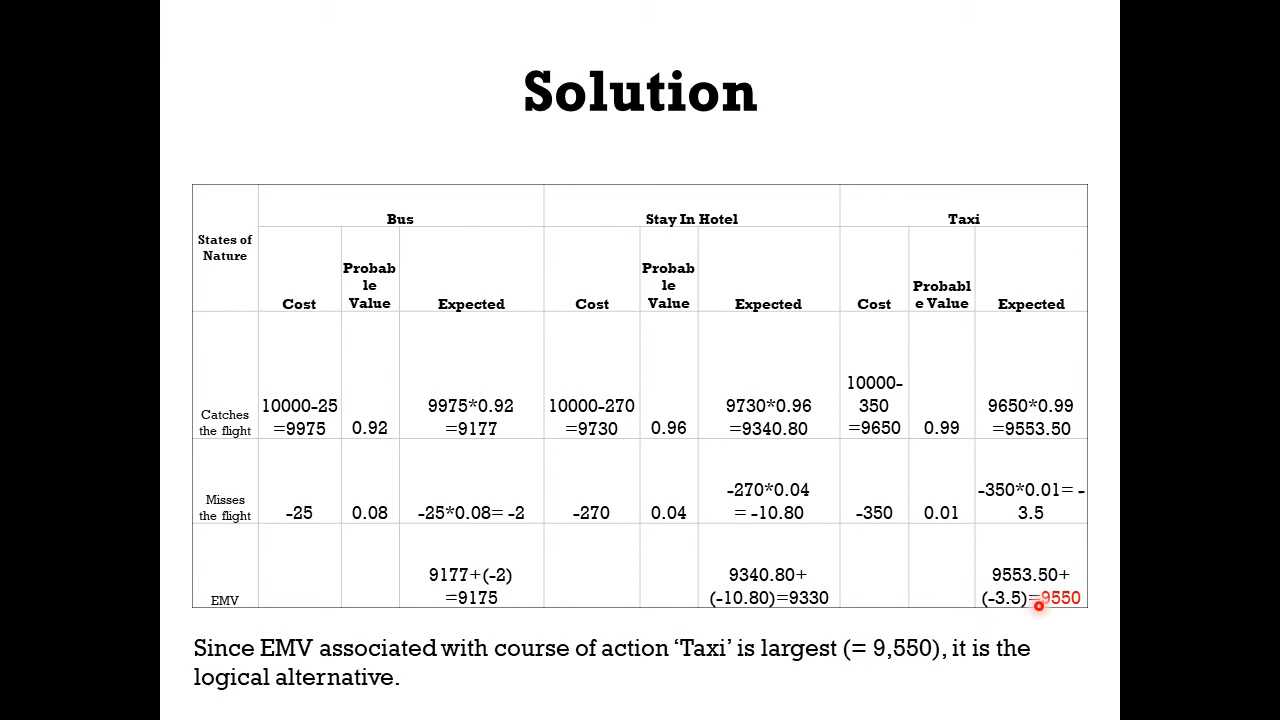 Solution
Bus
Stay In Hotel
Taxi
States of
Nature
Cost
Probab
le
Value
Expected
Cost
Probab
le
Value
Expected
Cost
Probabl
e Value
Expected
Catches
the flight
10000-25
=9975
0.92
9975*0.92
=9177
10000-270
=9730
0.96
9730*0.96
=9340.80
10000-
350
=9650
0.99
9650*0.99
=9553.50
Misses
the flight
-25
0.08
-25*0.08= -2
-270
0.04
-270*0.04
= -10.80
-350
0.01
-350*0.01= -
3.5
EMV
9177+(-2)
=9175
9340.80+
(-10.80)=9330
9553.50+
(-3.5)=9550
Since EMV associated with course of action ‘Taxi’ is largest (= 9,550), it is the
logical alternative.